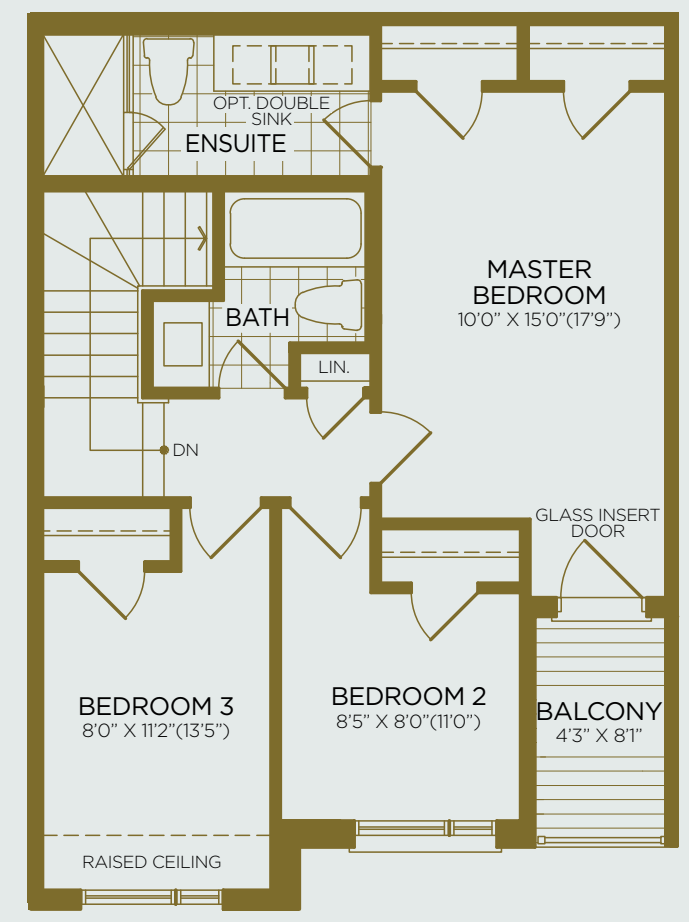 OPT. DOUBLE
SINK
ENSUITE
MASTER
BEDROOM
10'0" X 15'0"(17'9")
BATH
LIN.
DN
GLASS INSERT
DOOR
BEDROOM 3
8'0" X 11'2"(13'5")
BEDROOM 2
8'5" X 8'0"(11'0")
BALCONY
4'3" X 8'1"
RAISED CEILING